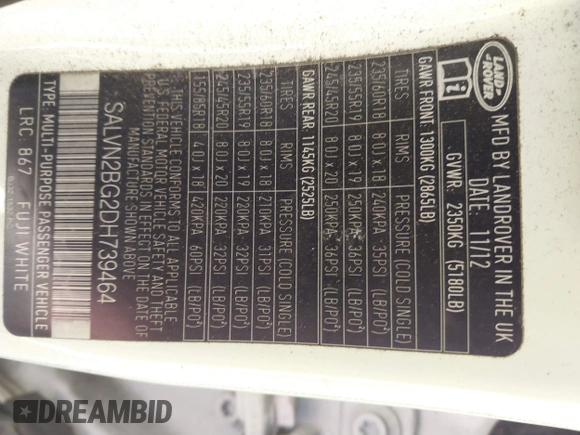 LAND
ROVER
MFD BY LANDROVER IN THE UK
DATE: 11/12
GVWR: 2350KG (5180LB)
GAWR FRONT: 1300KG (2865LB)
TIRES RIMS PRESSURE COLD SINGLE)
235/60R18 8.0J x 18 240KPA 35PSI (LB/PO²)
235/55R19 8.0J x 19 250KPA 36PSI (LB/PO²)
245/45R20 8.0J x 20 250KPA 36PSI (LB/PO²)
GAWR REAR: 1145KG (2525LB)
TIRES RIMS PRESSURE COLD SINGLE)
235/60R18 8.0J x 18 210KPA 31PSI (LB/PO²)
235/55R19 8.0J x 19 220KPA 32PSI (LB/PO²)
245/45R20 8.0J x 20 220KPA 32PSI (LB/PO²)
155/85R18 4.0J x 18 420KPA 60PSI (LB/PO²)
THIS VEHICLE CONFORMS TO ALL APPLICABLE
U.S. FEDERAL MOTOR VEHICLE SAFETY AND THEFT
PREVENTION STANDARDS IN EFFECT ON THE DATE OF
MANUFACTURE SHOWN ABOVE
SALVN2BG2DH739464
TYPE: MULTI-PURPOSE PASSENGER VEHICLE
LRC 867 FUJI WHITE
DREAMBID